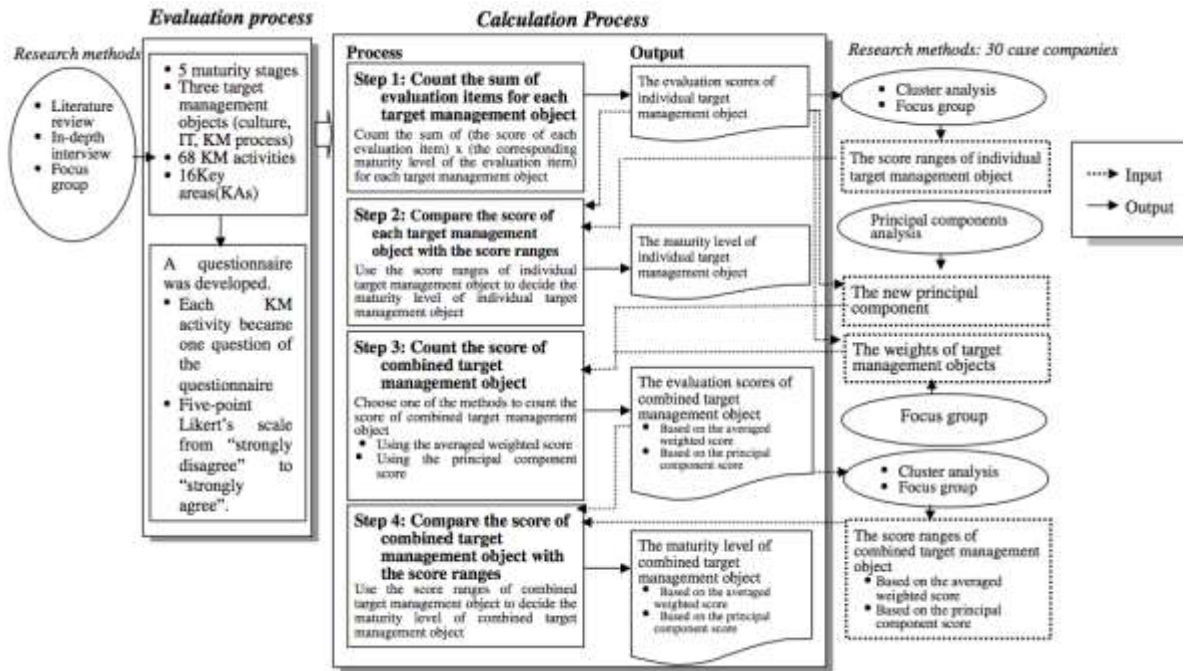 Evaluation process
Calculation Process
Research methods
• Literature
review
• In-depth
interview
• Focus
group
• 5 maturity stages
• Three target
management
objects (culture,
IT, KM process)
• 68 KM activities
• 16Key
areas(KAs)
A questionnaire
was developed.
• Each KM
activity became
one question of
the
questionnaire
• Five-point
Likert's scale
from "strongly
disagree" to
"strongly
agree".
Process
Step 1: Count the sum of
evaluation items for each
target management object
Count the sum of (the score of each
evaluation item) x (the corresponding
maturity level of the evaluation item)
for each target management object
Step 2: Compare the score of
each target management
object with the score ranges
Use the score ranges of individual
target management object to decide the
maturity level of individual target
management object
Step 3: Count the score of
combined target
management object
Choose one of the methods to count the
score of combined target management
object
• Using the averaged weighted score
• Using the principal component
score
Step 4: Compare the score of
combined target
management object with
the score ranges
Use the score ranges of combined
target management object to decide the
maturity level of combined target
management object
Output
The evaluation scores of
individual target
management object
The maturity level of
individual target
management object
The evaluation scores of
combined target
management object
• Based on the averaged
weighted score
• Based on the principal
component score
The maturity level of
combined target
management object
• Based on the averaged
weighted score
• Based on the principal
component score
Research methods: 30 case companies
• Cluster analysis
• Focus group
The score ranges of individual
target management object
Principal components
analysis
The new principal
component
The weights of target
management objects
Focus group
• Cluster analysis
• Focus group
The score ranges of
combined target management
object
• Based on the averaged
weighted score
• Based on the principal
component score
Input
Output